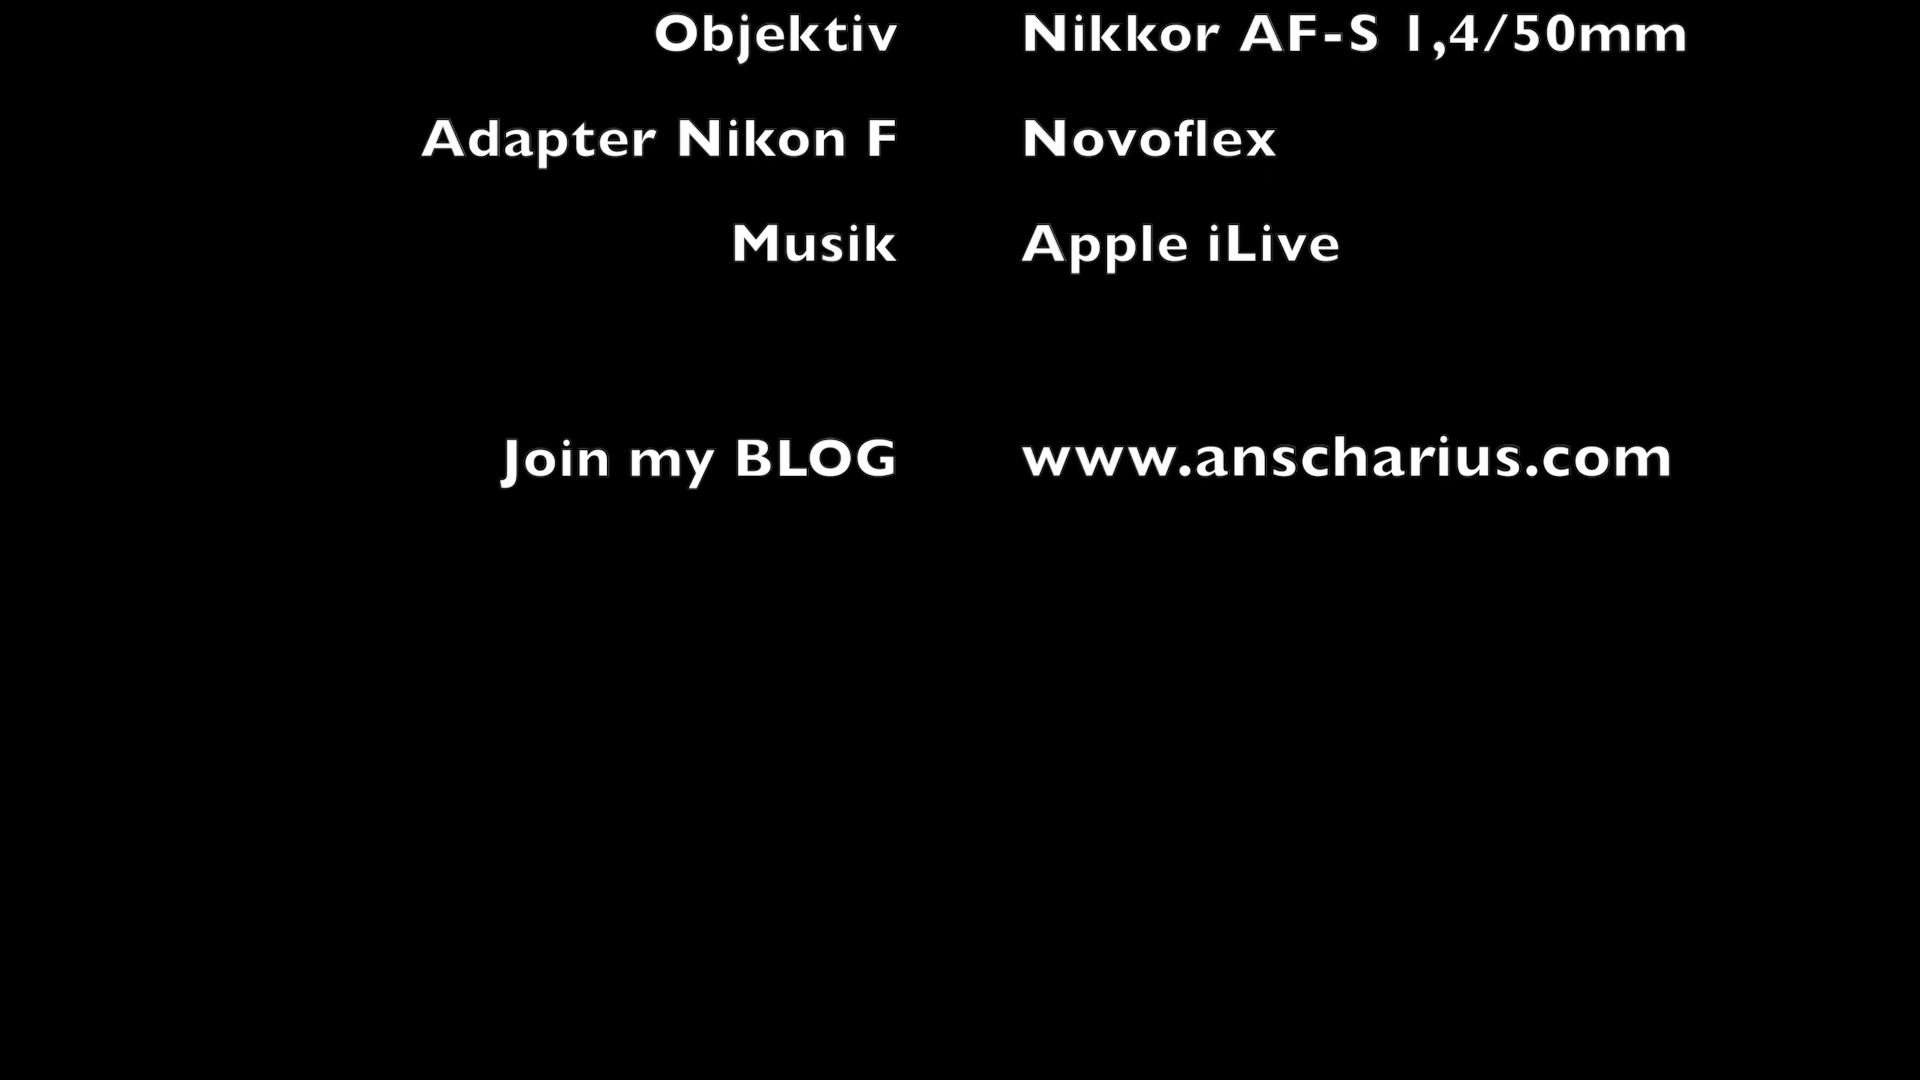 Objektiv Nikkor AF-S 1,4/50mm
Adapter Nikon F Novoflex
Musik Apple iLive
Join my BLOG www.anscharius.com